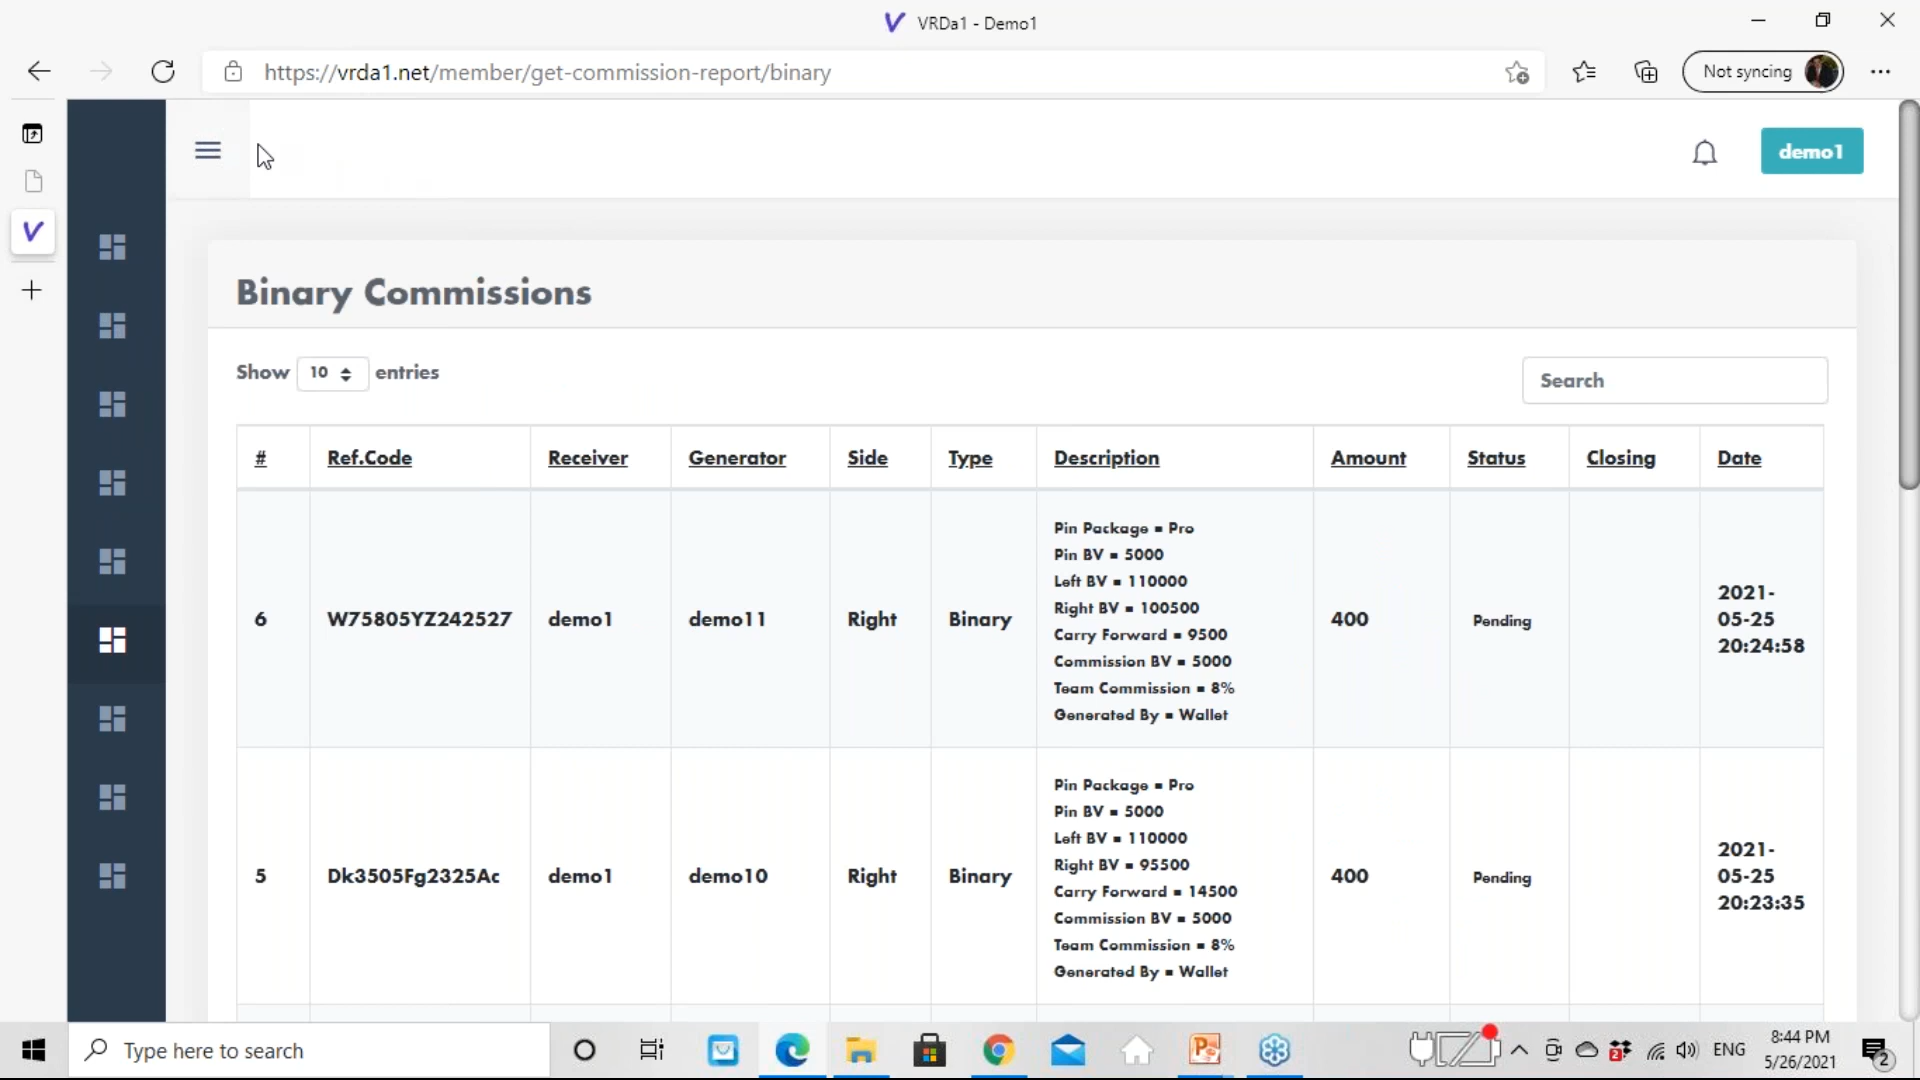 VRDa1 - Demo1
https://vrda1.net/member/get-commission-report/binary
Not syncing
demo1
Binary Commissions
Show 10 entries
Search
# Ref.Code Receiver Generator Side Type Description Amount Status Closing Date
Pin Package = Pro
Pin BV = 5000
Left BV = 110000
Right BV = 100500
Carry Forward = 9500
Commission BV = 5000
Team Commission = 8%
Generated By = Wallet
6 W75805YZ242527 demo1 demo11 Right Binary 400 Pending
2021-
05-25
20:24:58
Pin Package = Pro
Pin BV = 5000
Left BV = 110000
Right BV = 95500
Carry Forward = 14500
Commission BV = 5000
Team Commission = 8%
Generated By = Wallet
5 Dk3505Fg2325Ac demo1 demo10 Right Binary 400 Pending
2021-
05-25
20:23:35
Type here to search
2
ENG
8:44 PM
5/26/2021
2